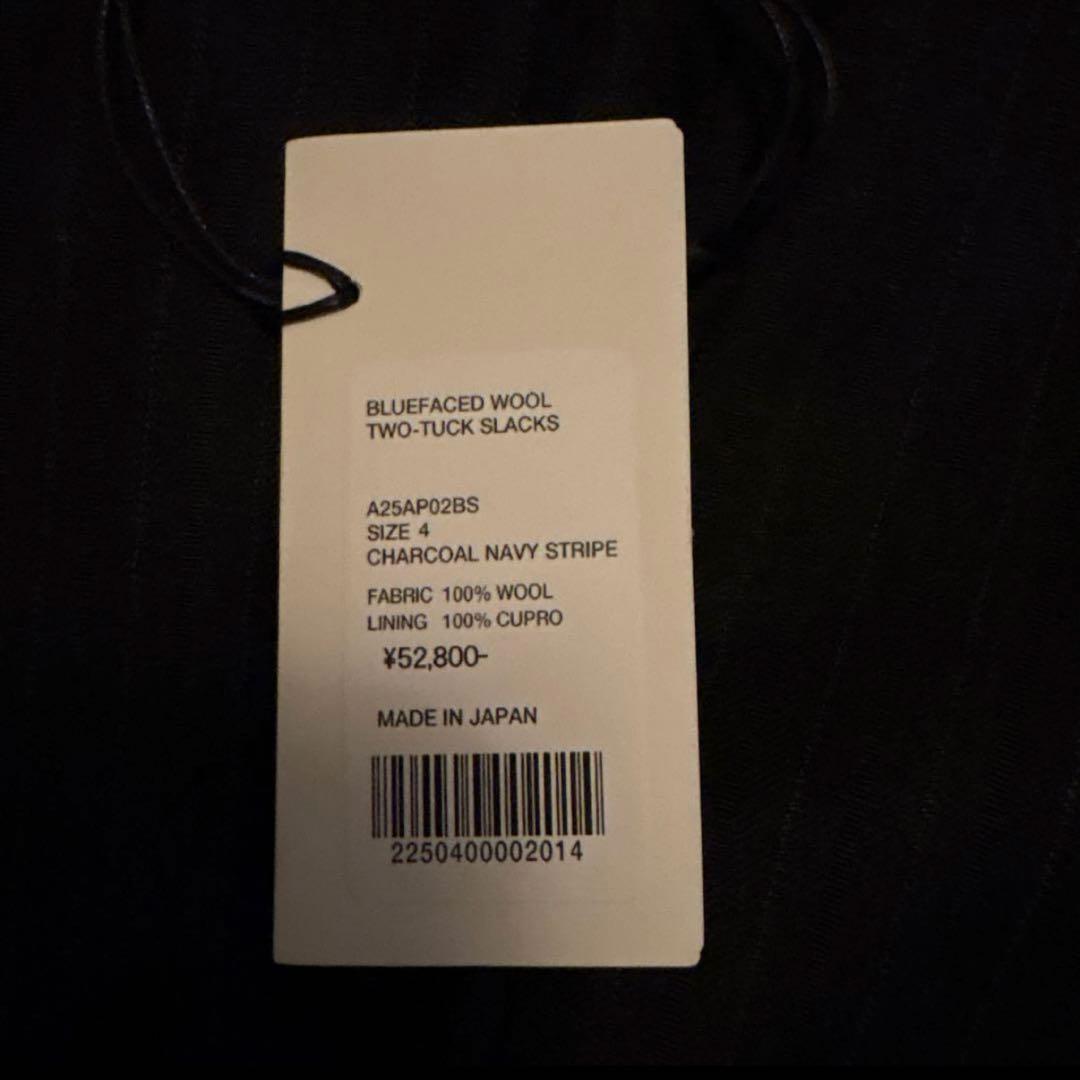 BLUEFACED WOOL
TWO-TUCK SLACKS
A25AP02BS
SIZE 4
CHARCOAL NAVY STRIPE
FABRIC 100% WOOL
LINING 100% CUPRO
¥52,800-
MADE IN JAPAN
2250400002014